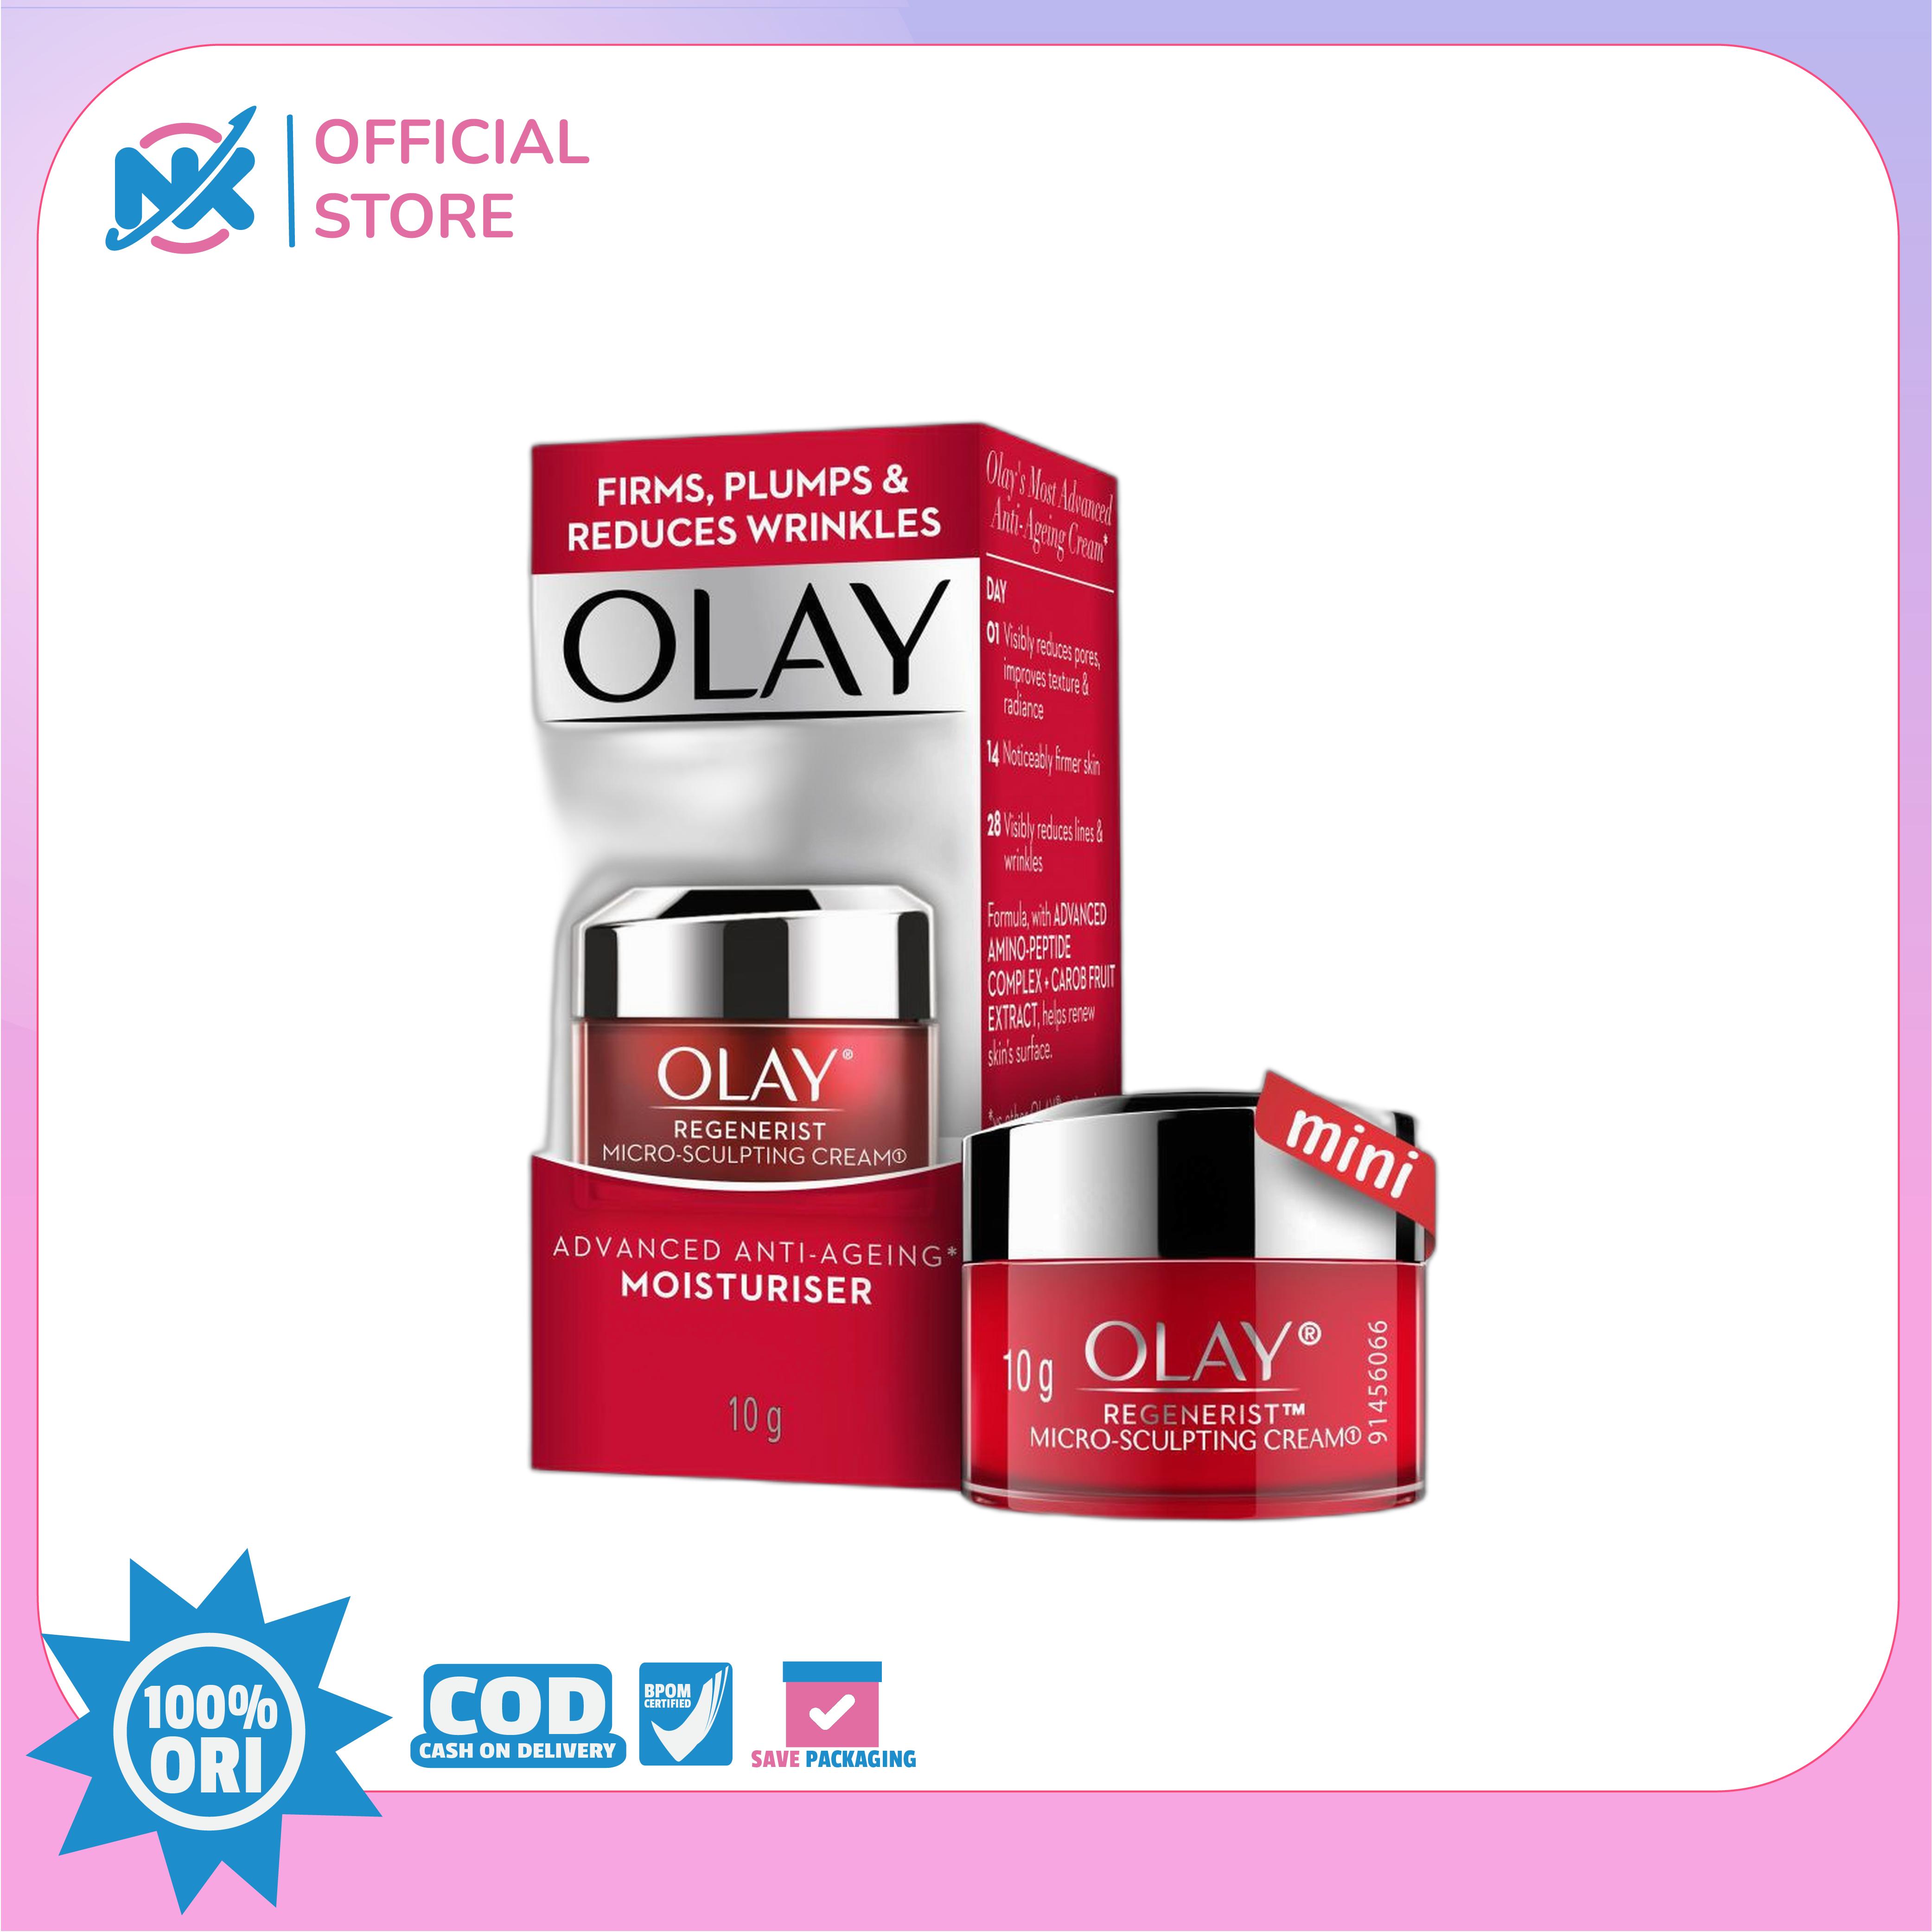 NK
OFFICIAL
STORE
FIRMS, PLUMPS &
REDUCES WRINKLES
OLAY
OLAY®
REGENERIST
MICRO-SCULPTING CREAM①
ADVANCED ANTI-AGEING*
MOISTURISER
10 g
Olay's Most Advanced
Anti-Ageing Cream*
DAY
01 Visibly reduces pores,
improves texture &
radiance
14 Noticeably firmer skin
28 Visibly reduces lines &
wrinkles
Formula, with ADVANCED
AMINO-PEPTIDE
COMPLEX + CAROB FRUIT
EXTRACT, helps renew
skin's surface.
mini
10 g
OLAY®
REGENERIST™
MICRO-SCULPTING CREAM①
91456066
100%
ORI
COD
CASH ON DELIVERY
BPOM
CERTIFIED
SAVE PACKAGING